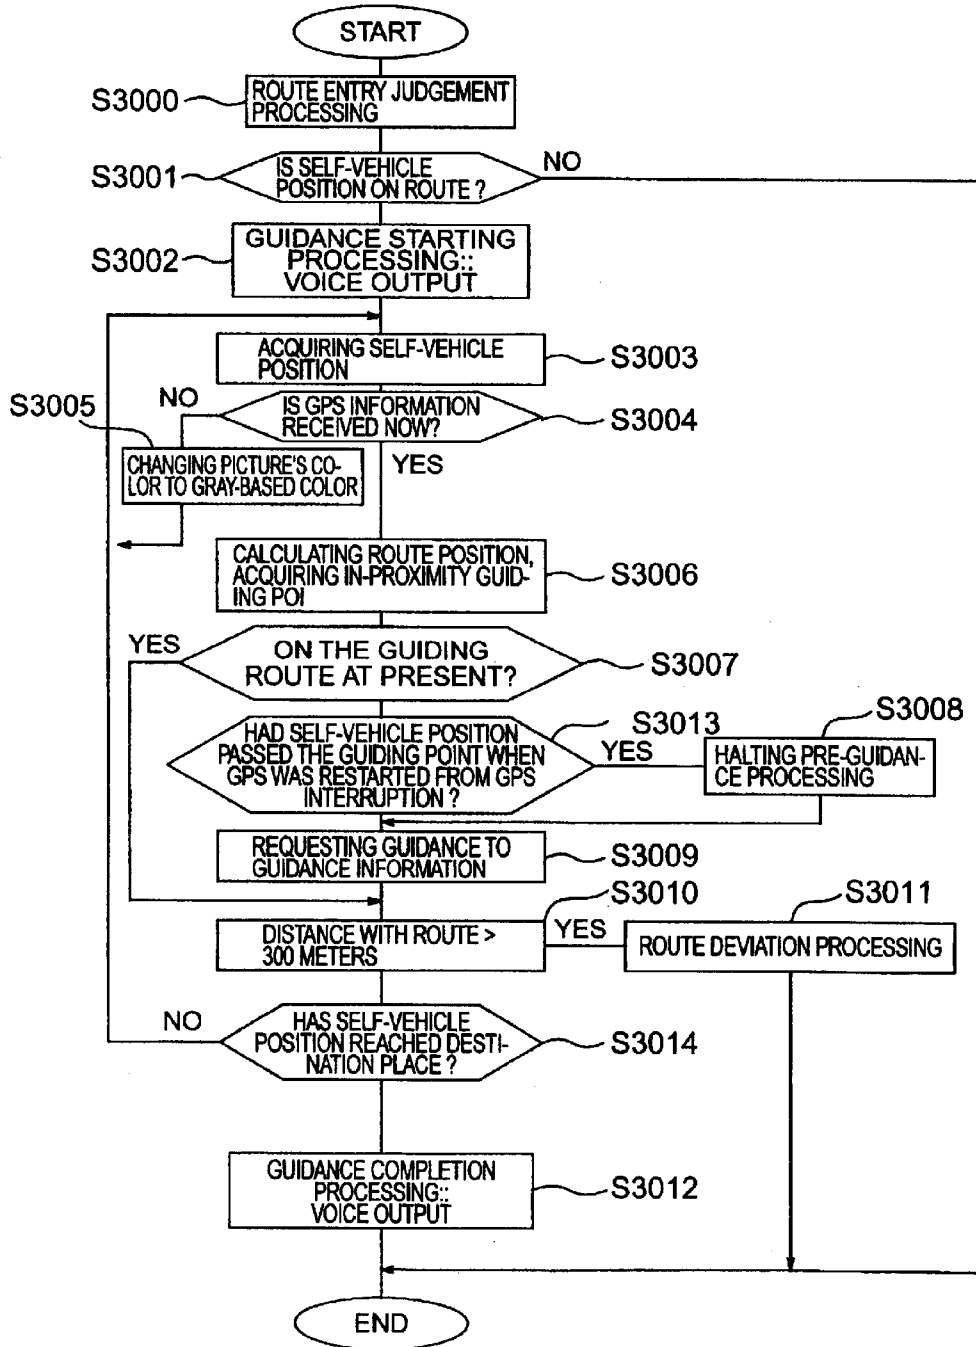 START
S3000
ROUTE ENTRY JUDGEMENT
PROCESSING
S3001
IS SELF-VEHICLE
POSITION ON ROUTE ?
NO
S3002
GUIDANCE STARTING
PROCESSING::
VOICE OUTPUT
ACQUIRING SELF-VEHICLE
POSITION
S3003
S3005
NO
IS GPS INFORMATION
RECEIVED NOW?
S3004
CHANGING PICTURE'S CO-
LOR TO GRAY-BASED COLOR
YES
CALCULATING ROUTE POSITION,
ACQUIRING IN-PROXIMITY GUID-
ING POI
S3006
YES
ON THE GUIDING
ROUTE AT PRESENT?
S3007
S3013
S3008
HAD SELF-VEHICLE POSITION
PASSED THE GUIDING POINT WHEN
GPS WAS RESTARTED FROM GPS
INTERRUPTION ?
YES
HALTING PRE-GUIDAN-
CE PROCESSING
REQUESTING GUIDANCE TO
GUIDANCE INFORMATION
S3009
S3010
S3011
DISTANCE WITH ROUTE >
300 METERS
YES
ROUTE DEVIATION PROCESSING
NO
HAS SELF-VEHICLE
POSITION REACHED DESTI-
NATION PLACE ?
S3014
GUIDANCE COMPLETION
PROCESSING::
VOICE OUTPUT
S3012
END